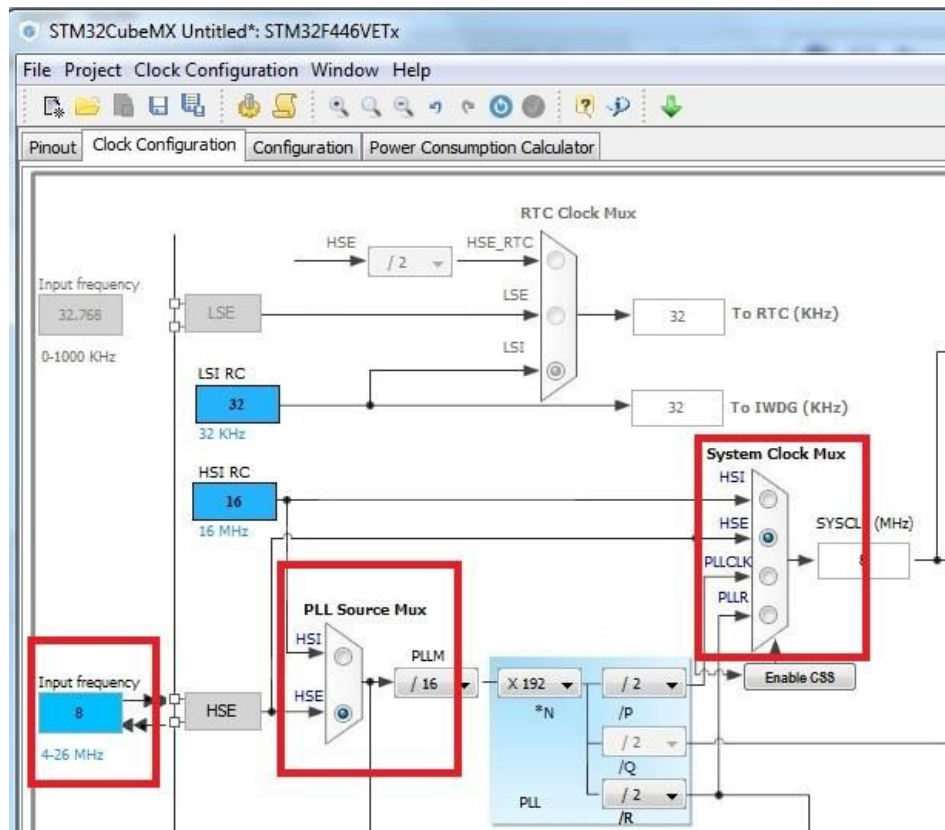 STM32CubeMX Untitled*: STM32F446VETx
File Project Clock Configuration Window Help
Pinout Clock Configuration Configuration Power Consumption Calculator
RTC Clock Mux
HSE / 2 HSE_RTC
Input frequency
32.768
0-1000 KHz
LSE
LSE
32 To RTC (KHz)
LSI
LSI RC
32
32 KHz
32 To IWDG (KHz)
System Clock Mux
HSI RC
16
16 MHz
HSI
HSE
PLLCLK
PLLR
SYSCL (MHz)
8
Enable CSS
PLL Source Mux
HSI
HSE
PLLM
/ 16
X 192
*N
/ 2
/P
/ 2
/Q
/ 2
/R
PLL
Input frequency
8
4-26 MHz
HSE